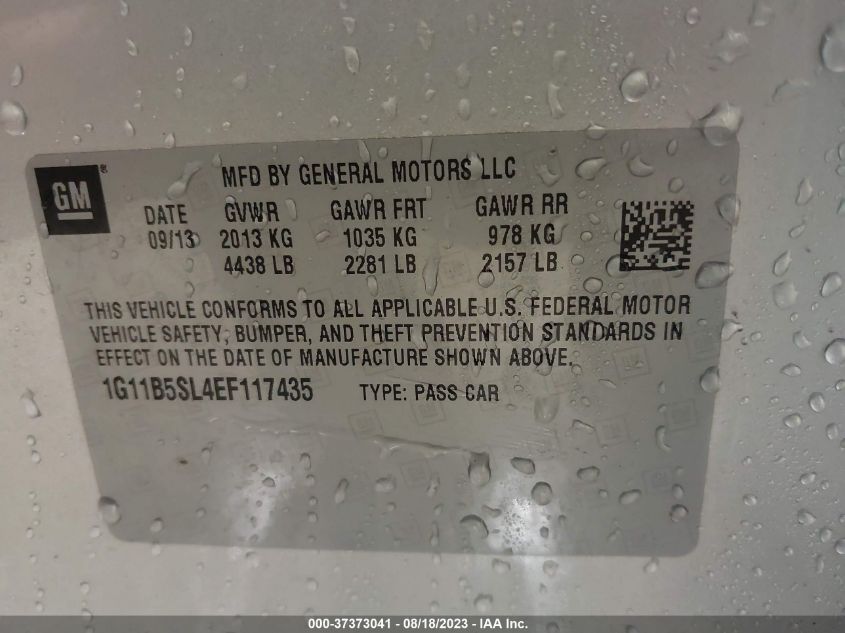 GM®
MFD BY GENERAL MOTORS LLC
DATE GVWR GAWR FRT GAWR RR
09/13 2013 KG 1035 KG 978 KG
4438 LB 2281 LB 2157 LB
THIS VEHICLE CONFORMS TO ALL APPLICABLE U.S. FEDERAL MOTOR
VEHICLE SAFETY, BUMPER, AND THEFT PREVENTION STANDARDS IN
EFFECT ON THE DATE OF MANUFACTURE SHOWN ABOVE.
1G11B5SL4EF117435 TYPE: PASS CAR
000-37373041 - 08/18/2023 - IAA Inc.